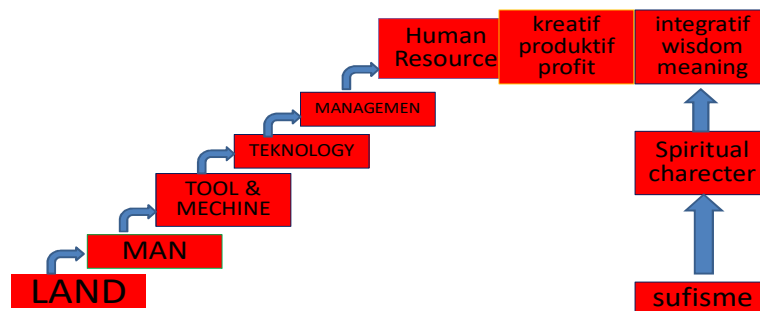 Human
Resource
kreatif
produktif
profit
integratif
wisdom
meaning
MANAGEMEN
TEKNOLOGY
Spiritual
charecter
TOOL &
MECHINE
MAN
LAND
sufisme